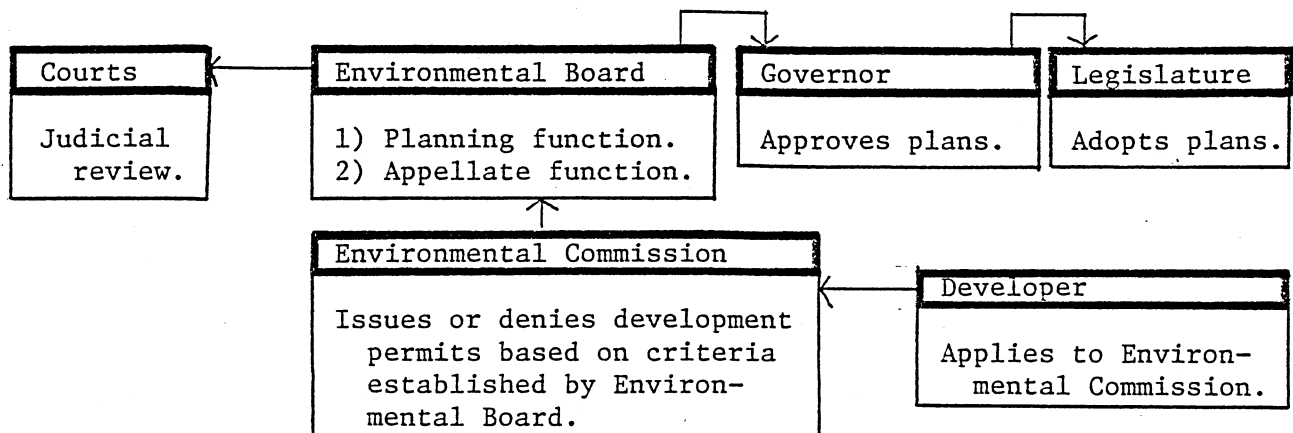 Courts
Judicial
review.
Environmental Board
1) Planning function.
2) Appellate function.
Governor
Approves plans.
Legislature
Adopts plans.
Environmental Commission
Issues or denies development
permits based on criteria
established by Environ-
mental Board.
Developer
Applies to Environ-
mental Commission.